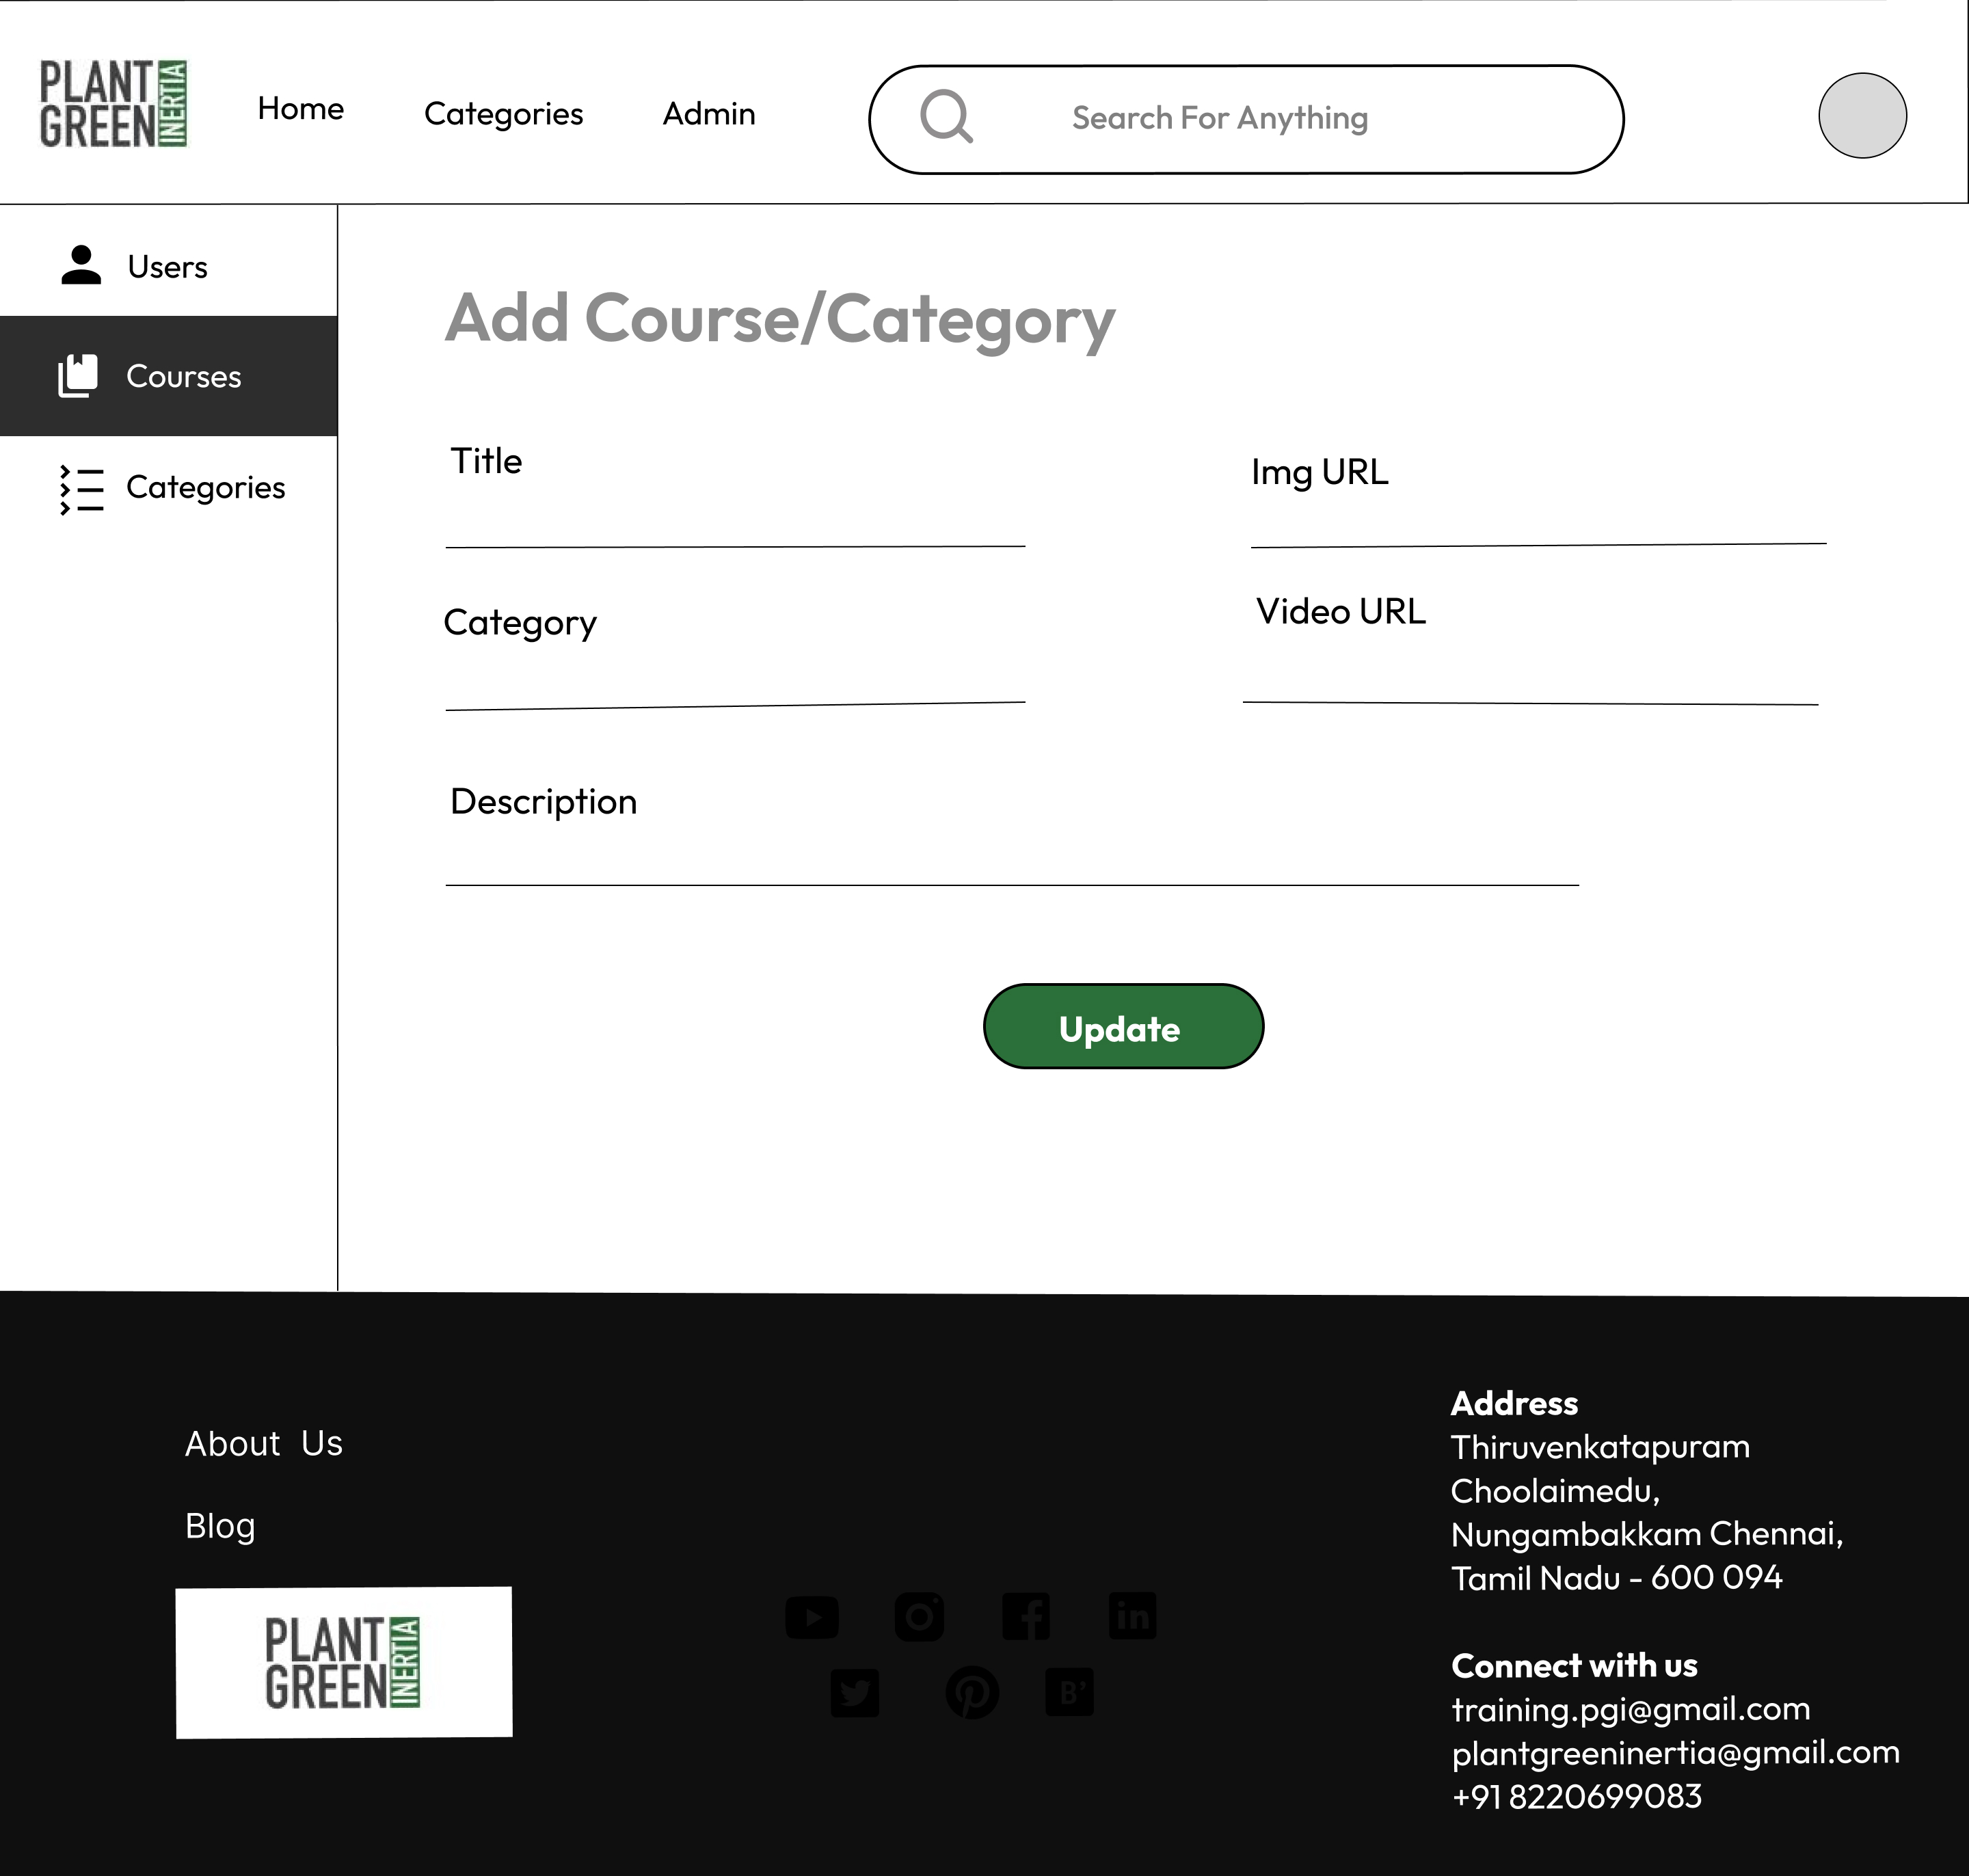 PLANT
GREEN
INERTIA
Home
Categories
Admin
Search For Anything
Users
Courses
Categories
Add Course/Category
Title
Img URL
Category
Video URL
Description
Update
About Us
Blog
PLANT
GREEN
INERTIA
in
B'
Address
Thiruvenkatapuram
Choolaimedu,
Nungambakkam Chennai,
Tamil Nadu - 600 094
Connect with us
training.pgi@gmail.com
plantgreeninertia@gmail.com
+91 8220699083